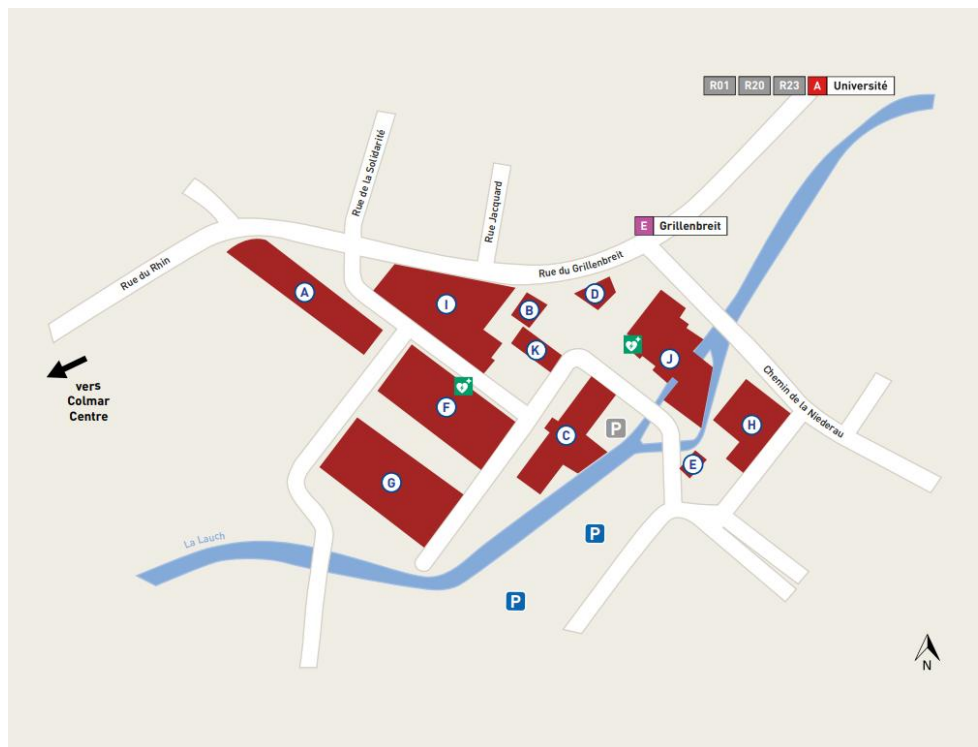 R01 R20 R23 A Université
Rue de la Solidarité
Rue Jacquard
E Grillenbreit
Rue du Rhin
Rue du Grillenbreit
A
I
B
D
K
J
vers
Colmar
Centre
F
Chemin de la Niederau
C
P
H
E
G
La Lauch
P
P
N